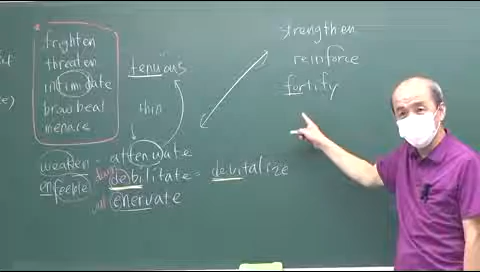 frighten
threaten
intimidate
browbeat
menace
tenuous
thin
weaken = attenuate
enfeeble debilitate = devitalize
enervate
strengthen
reinforce
fortify